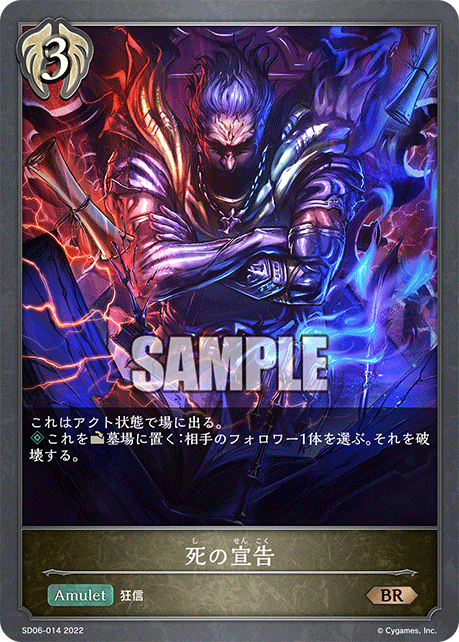 3
SAMPLE
これはアクト状態で場に出る。
これを墓場に置く:相手のフォロワー1体を選ぶ。それを破
壊する。
し せん こく
死の宣告
Amulet 狂信 BR
SD06-014 2022 © Cygames, Inc.